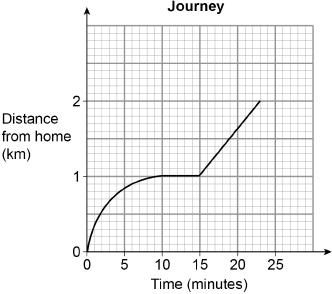 Journey
Distance
from home
(km)
2
1
0
0 5 10 15 20 25
Time (minutes)